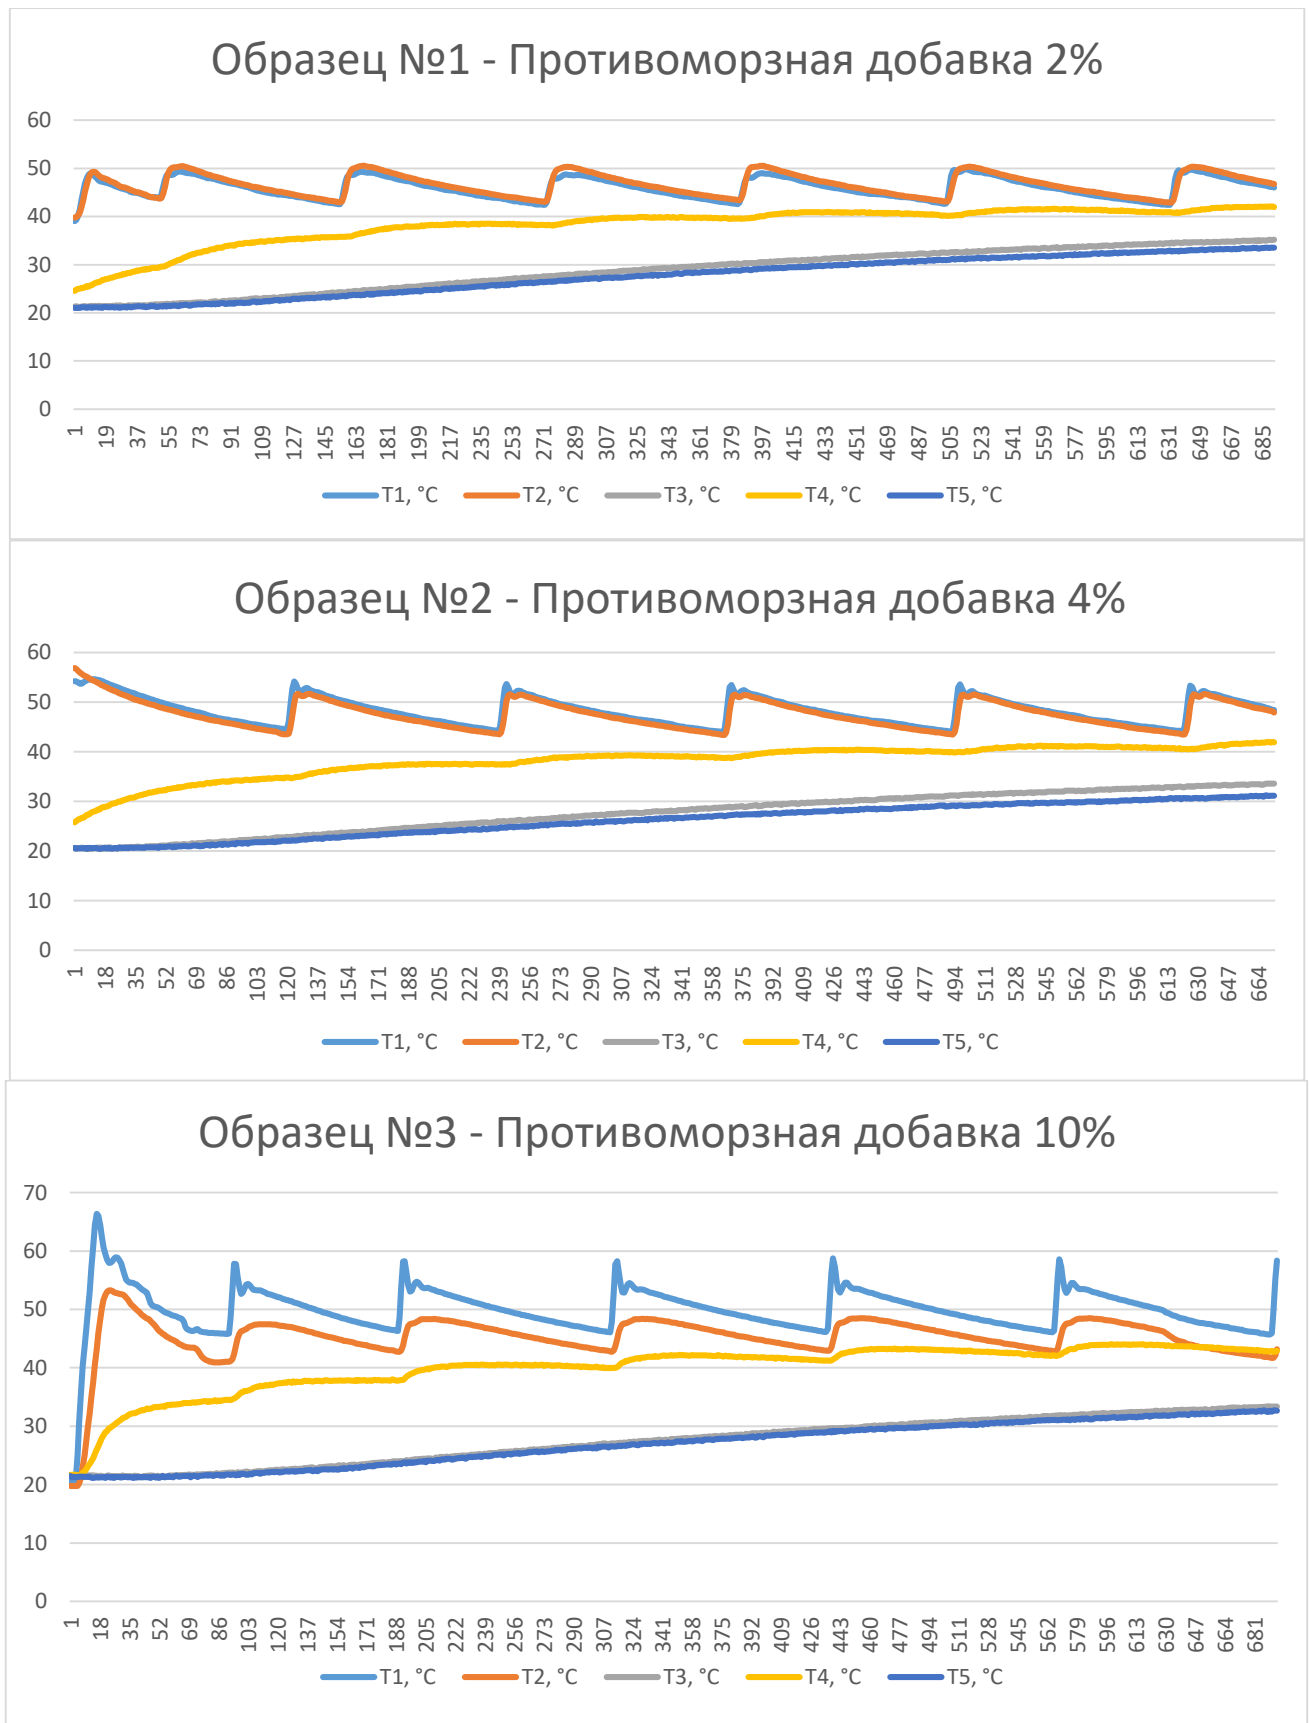 Образец №1 - Противоморзная добавка 2%
60
50
40
30
20
10
0
1 19 37 55 73 91 109 127 145 163 181 199 217 235 253 271 289 307 325 343 361 379 397 415 433 451 469 487 505 523 541 559 577 595 613 631 649 667 685
T1, °C T2, °C T3, °C T4, °C T5, °C
Образец №2 - Противоморзная добавка 4%
60
50
40
30
20
10
0
1 18 35 52 69 86 103 120 137 154 171 188 205 222 239 256 273 290 307 324 341 358 375 392 409 426 443 460 477 494 511 528 545 562 579 596 613 630 647 664
T1, °C T2, °C T3, °C T4, °C T5, °C
Образец №3 - Противоморзная добавка 10%
70
60
50
40
30
20
10
0
1 18 35 52 69 86 103 120 137 154 171 188 205 222 239 256 273 290 307 324 341 358 375 392 409 426 443 460 477 494 511 528 545 562 579 596 613 630 647 664 681
T1, °C T2, °C T3, °C T4, °C T5, °C